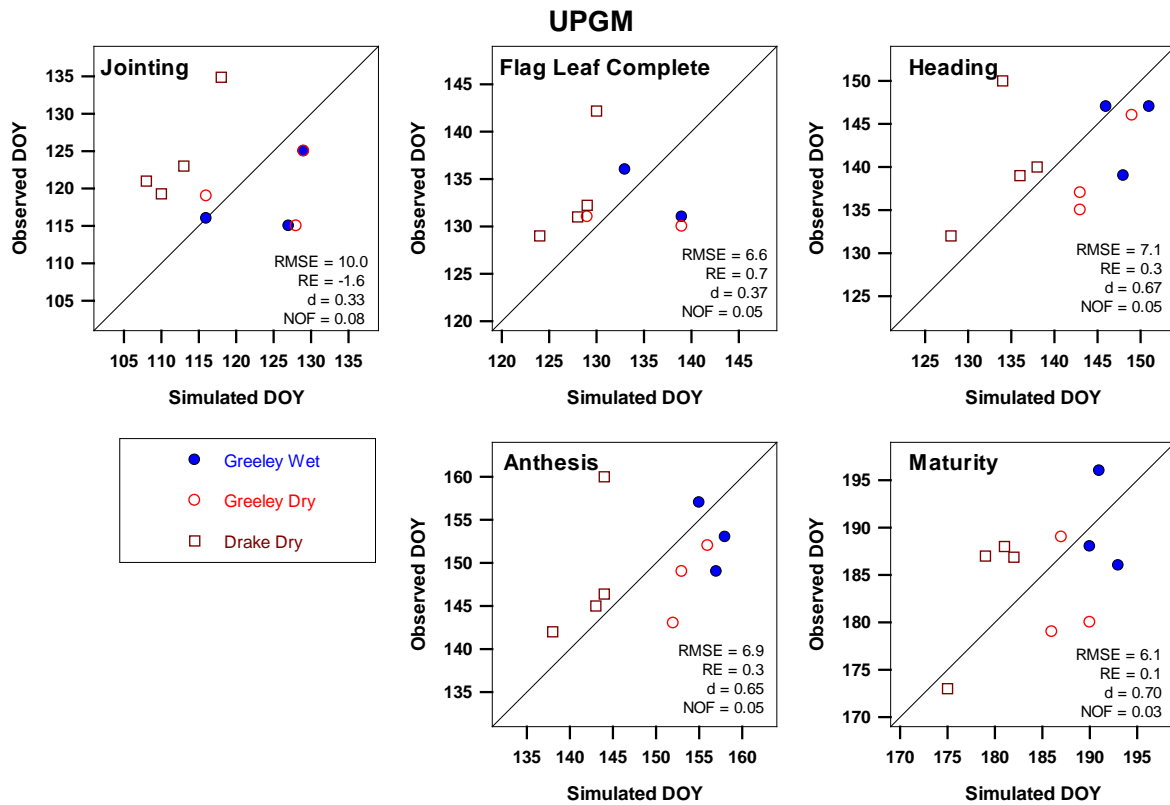 UPGM
Jointing
Observed DOY
135
130
125
120
115
110
105
105 110 115 120 125 130 135
Simulated DOY
RMSE = 10.0
RE = -1.6
d = 0.33
NOF = 0.08
Flag Leaf Complete
Observed DOY
145
140
135
130
125
120
120 125 130 135 140 145
Simulated DOY
RMSE = 6.6
RE = 0.7
d = 0.37
NOF = 0.05
Heading
Observed DOY
150
145
140
135
130
125
125 130 135 140 145 150
Simulated DOY
RMSE = 7.1
RE = 0.3
d = 0.67
NOF = 0.05
Greeley Wet
Greeley Dry
Drake Dry
Anthesis
Observed DOY
160
155
150
145
140
135
135 140 145 150 155 160
Simulated DOY
RMSE = 6.9
RE = 0.3
d = 0.65
NOF = 0.05
Maturity
Observed DOY
195
190
185
180
175
170
170 175 180 185 190 195
Simulated DOY
RMSE = 6.1
RE = 0.1
d = 0.70
NOF = 0.03